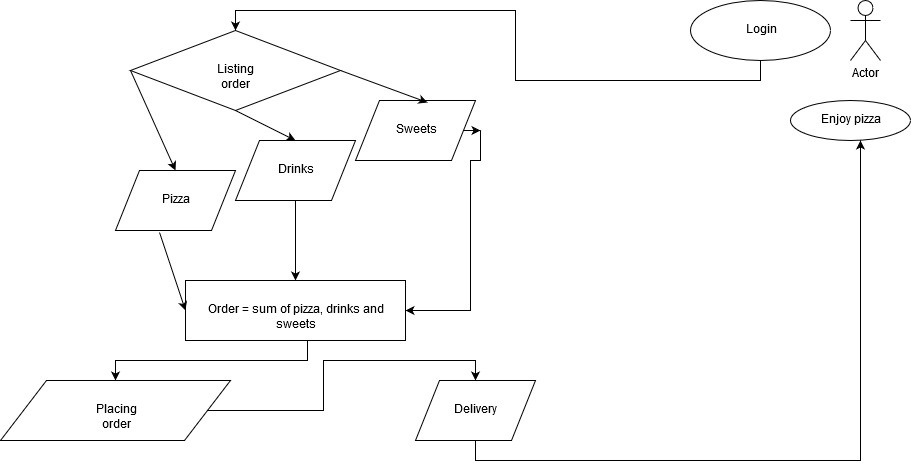 Login
Actor
Listing
order
Enjoy pizza
Sweets
Drinks
Pizza
Order = sum of pizza, drinks and
sweets
Placing
order
Delivery